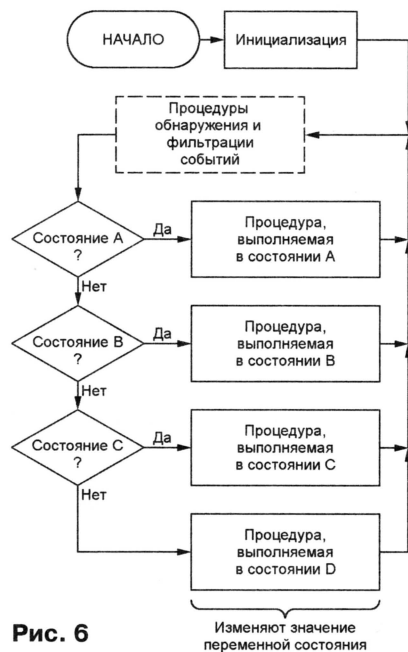 НАЧАЛО
Инициализация
Процедуры
обнаружения и
фильтрации
событий
Состояние А
?
Да
Процедура,
выполняемая
в состоянии А
Нет
Состояние В
?
Да
Процедура,
выполняемая
в состоянии В
Нет
Состояние С
?
Да
Процедура,
выполняемая
в состоянии С
Нет
Процедура,
выполняемая
в состоянии D
Рис. 6
Изменяют значение
переменной состояния